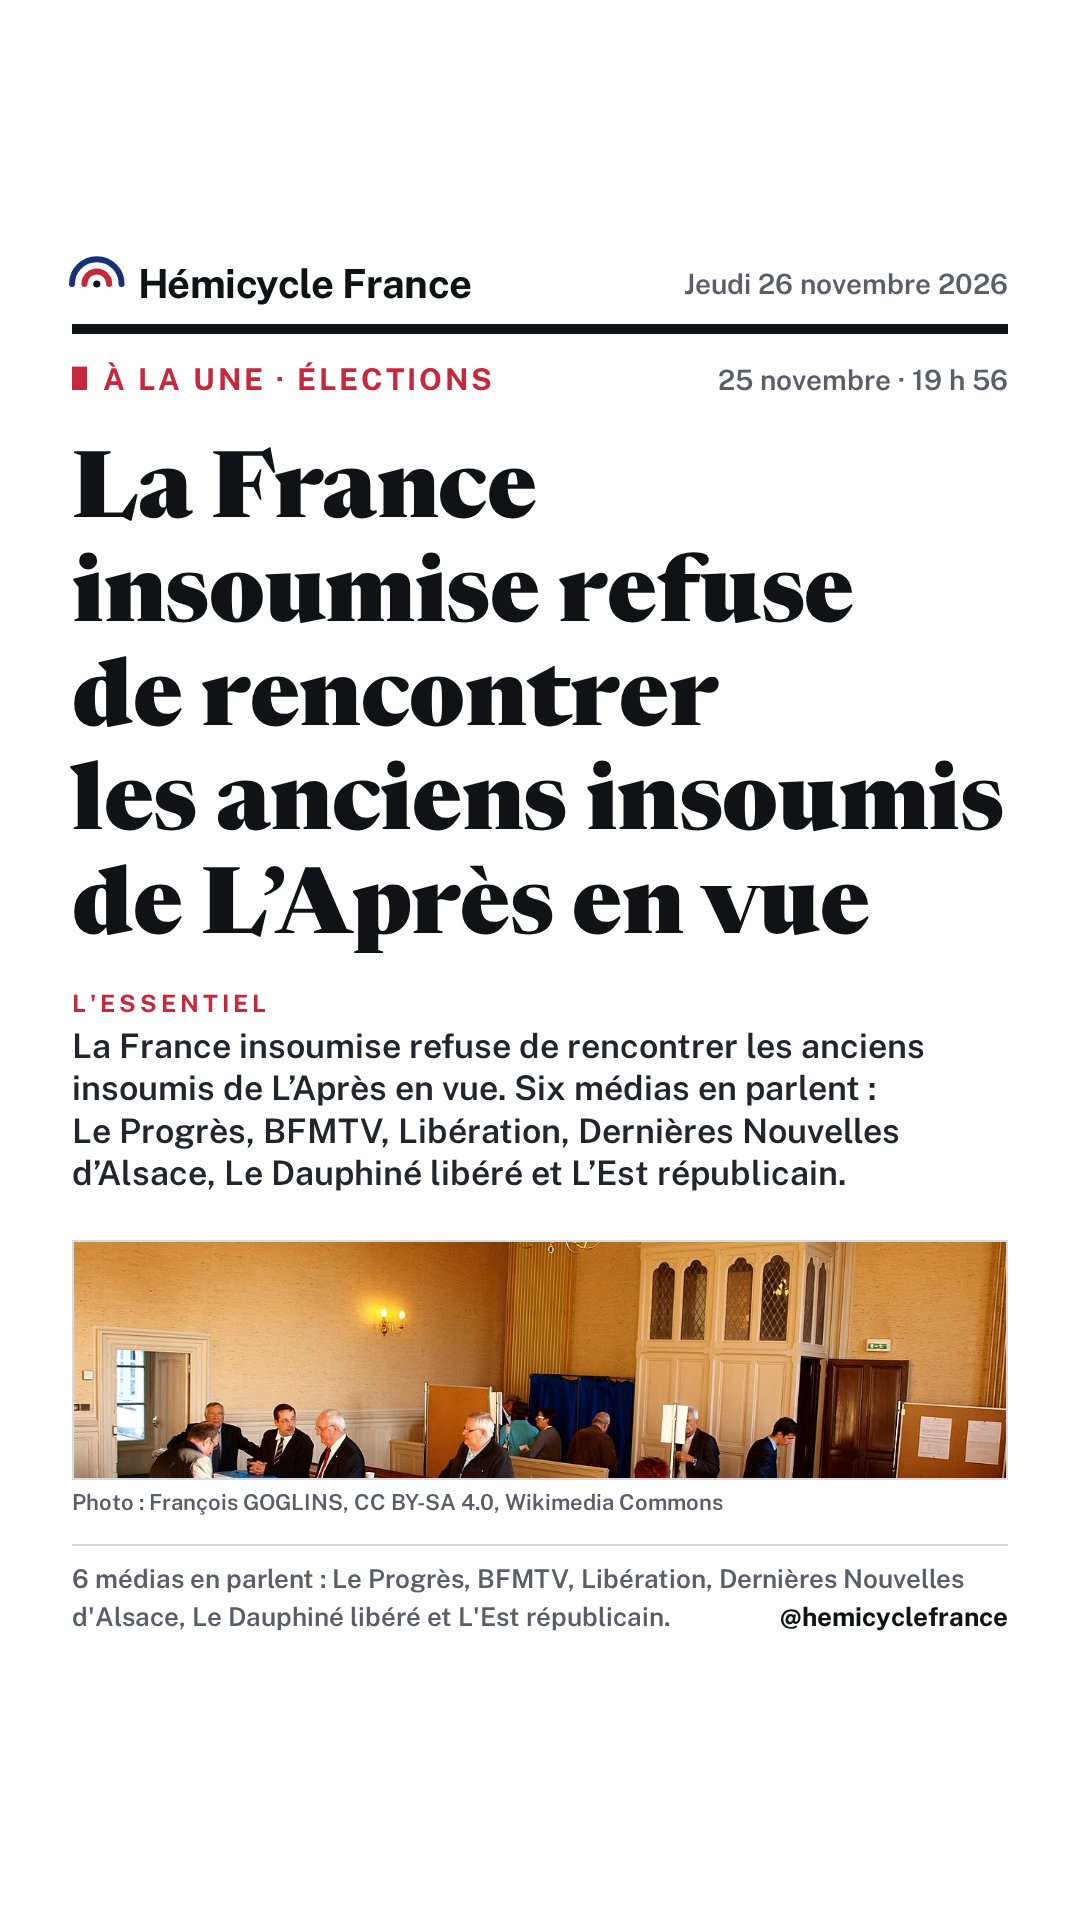 Hémicycle France
Jeudi 26 novembre 2026
À LA UNE · ÉLECTIONS
25 novembre · 19 h 56
La France
insoumise refuse
de rencontrer
les anciens insoumis
de L’Après en vue
L'ESSENTIEL
La France insoumise refuse de rencontrer les anciens
insoumis de L’Après en vue. Six médias en parlent :
Le Progrès, BFMTV, Libération, Dernières Nouvelles
d’Alsace, Le Dauphiné libéré et L’Est républicain.
Photo : François GOGLINS, CC BY-SA 4.0, Wikimedia Commons
6 médias en parlent : Le Progrès, BFMTV, Libération, Dernières Nouvelles
d'Alsace, Le Dauphiné libéré et L'Est républicain.
@hemicyclefrance